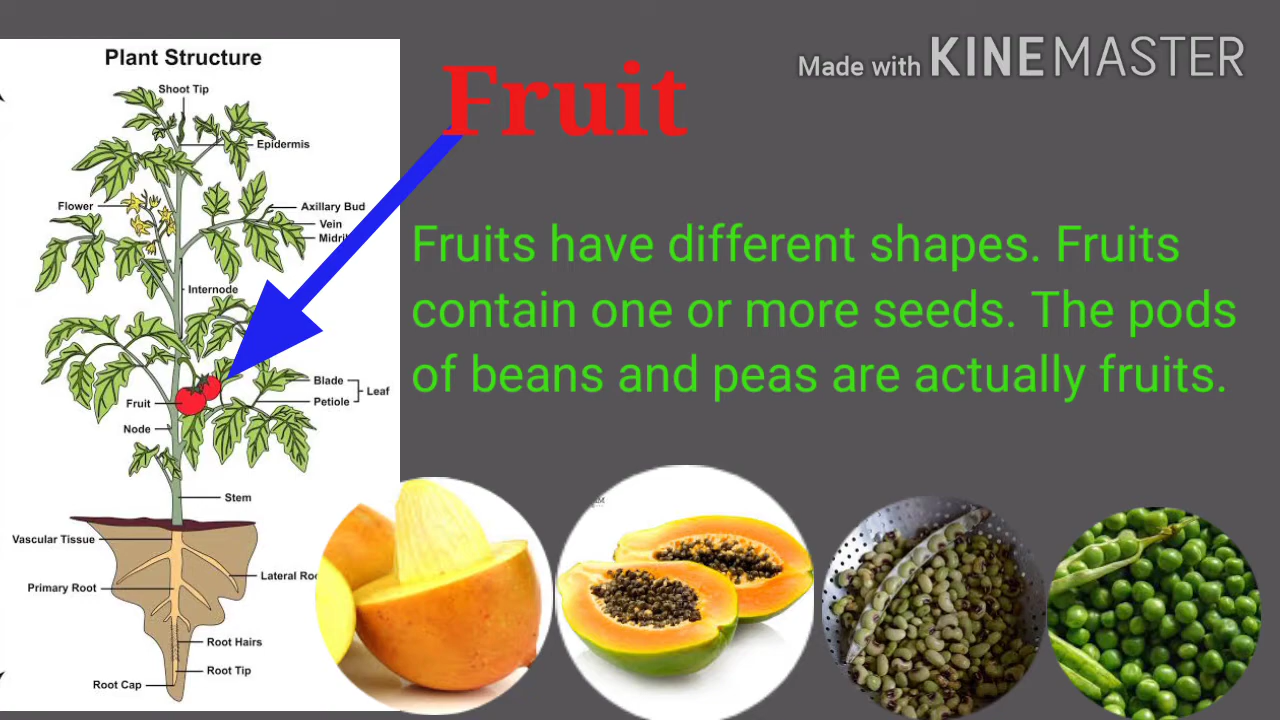 Plant Structure
Shoot Tip
Epidermis
Flower
Axillary Bud
Vein
Internode
Blade
Leaf
Petiole
Fruit
Node
Stem
Vascular Tissue
Lateral
Primary Root
Root Hairs
Root Tip
Root Cap
Made with KINEMASTER
Fruit
Fruits have different shapes. Fruits
contain one or more seeds. The pods
of beans and peas are actually fruits.